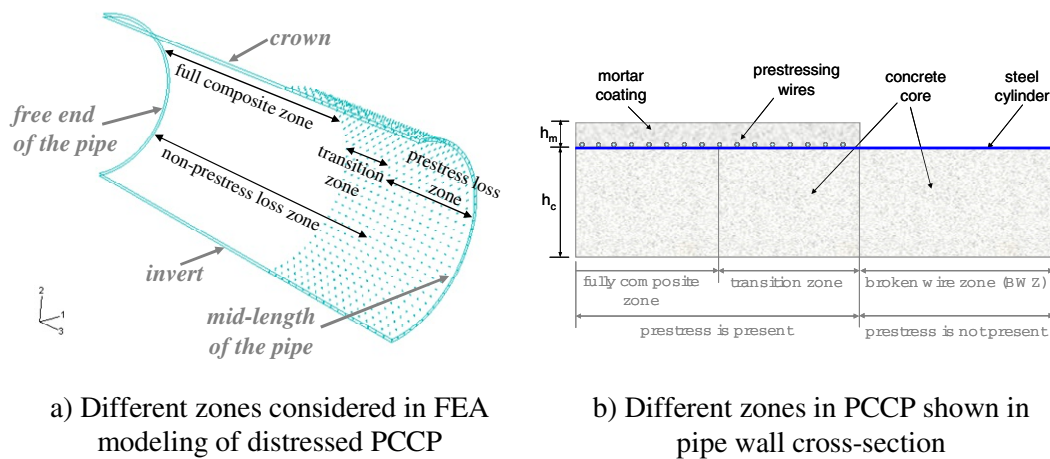 crown
full composite zone
free end
of the pipe
transition
zone
prestress loss
zone
non-prestress loss zone
invert
mid-length
of the pipe
2
1
3
a) Different zones considered in FEA
modeling of distressed PCCP
mortar
coating
prestressing
wires
concrete
core
steel
cylinder
h_m
h_c
fully composite
zone
transition zone
broken wire zone (BWZ)
prestress is present
prestress is not present
b) Different zones in PCCP shown in
pipe wall cross-section